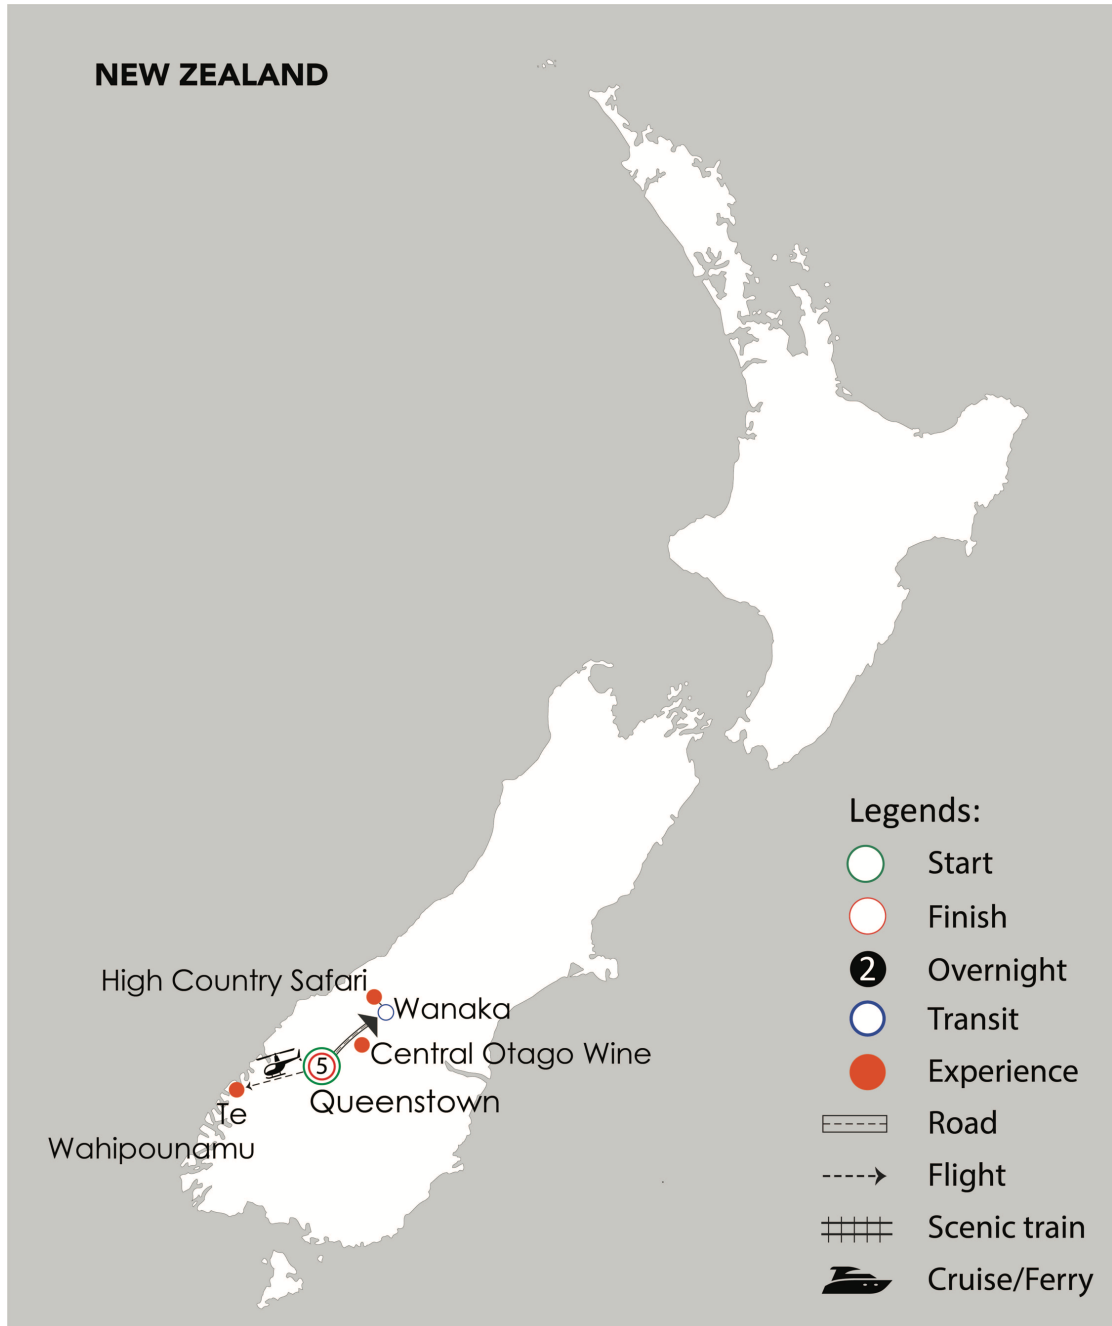 NEW ZEALAND
High Country Safari
Wanaka
Central Otago Wine
5
Queenstown
Te
Wahipounamu
Legends:
Start
Finish
2 Overnight
Transit
Experience
Road
Flight
Scenic train
Cruise/Ferry